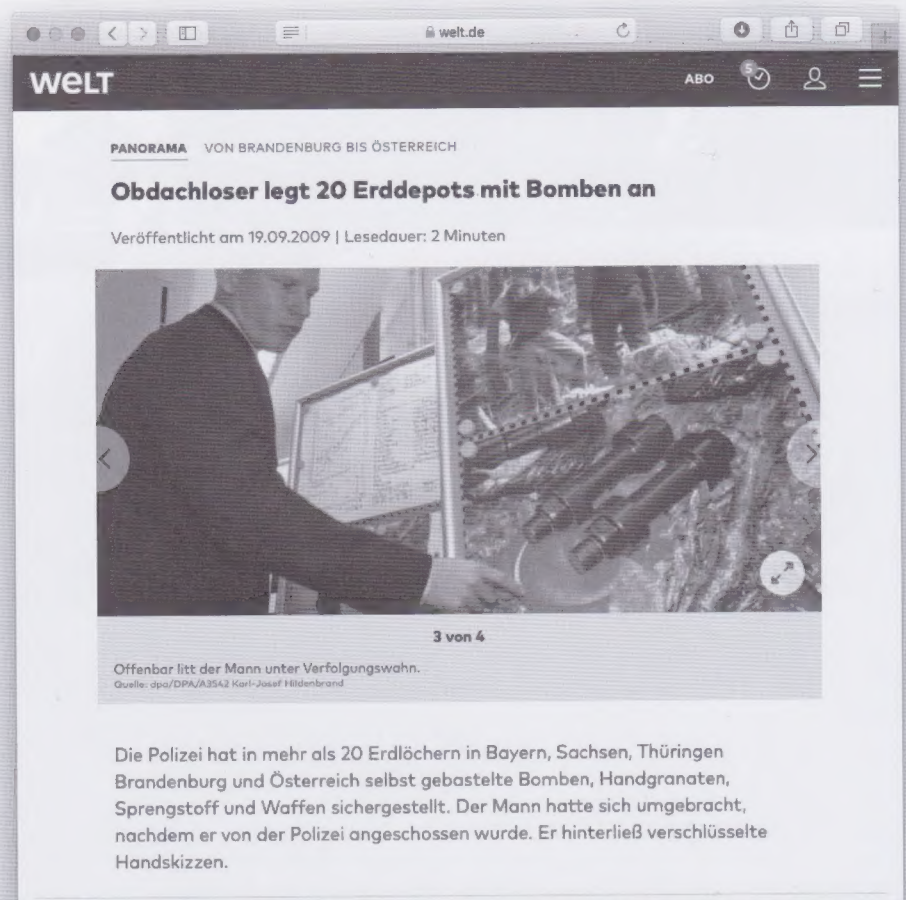 welt.de
WELT
ABO
5
PANORAMA VON BRANDENBURG BIS ÖSTERREICH
Obdachloser legt 20 Erddepots mit Bomben an
Veröffentlicht am 19.09.2009 | Lesedauer: 2 Minuten
3 von 4
Offenbar litt der Mann unter Verfolgungswahn.
Quelle: dpa/DPA/A3542 Karl-Josef Hildenbrand
Die Polizei hat in mehr als 20 Erdlöchern in Bayern, Sachsen, Thüringen
Brandenburg und Österreich selbst gebastelte Bomben, Handgranaten,
Sprengstoff und Waffen sichergestellt. Der Mann hatte sich umgebracht,
nachdem er von der Polizei angeschossen wurde. Er hinterließ verschlüsselte
Handskizzen.